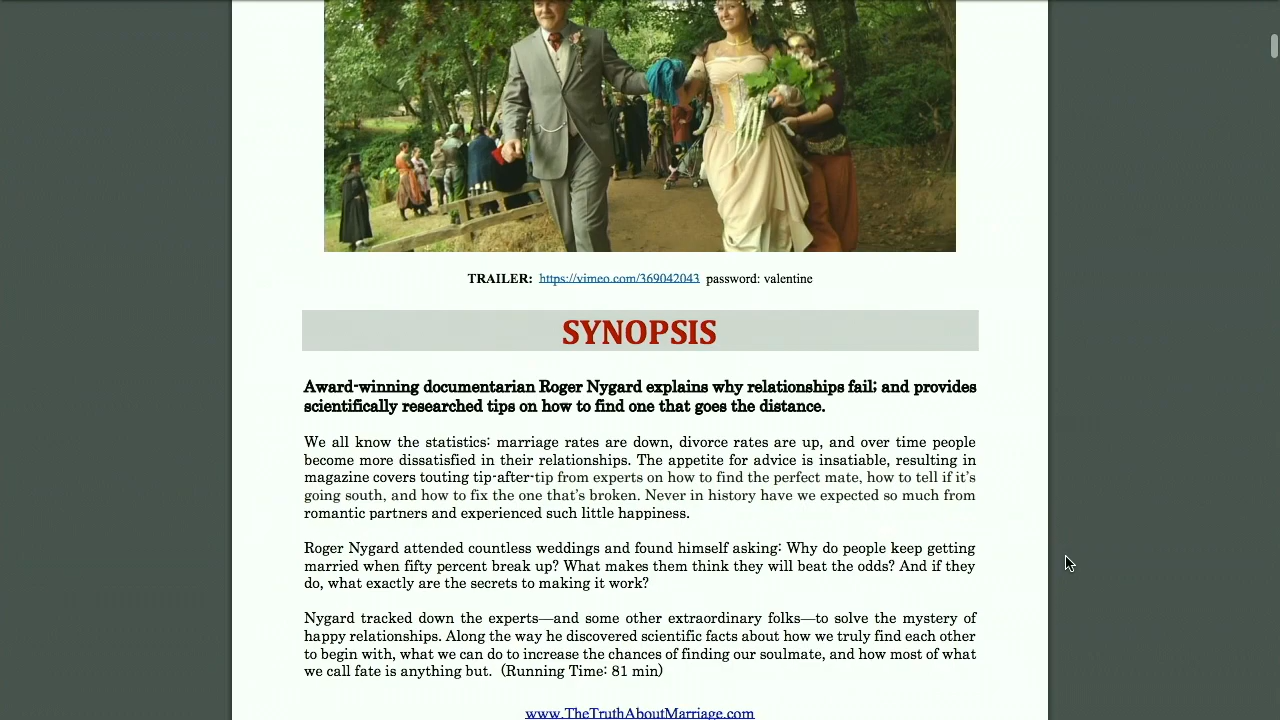 TRAILER: https://vimeo.com/369042043 password: valentine
SYNOPSIS
Award-winning documentarian Roger Nygard explains why relationships fail; and provides
scientifically researched tips on how to find one that goes the distance.
We all know the statistics: marriage rates are down, divorce rates are up, and over time people
become more dissatisfied in their relationships. The appetite for advice is insatiable, resulting in
magazine covers touting tip-after-tip from experts on how to find the perfect mate, how to tell if it’s
going south, and how to fix the one that’s broken. Never in history have we expected so much from
romantic partners and experienced such little happiness.
Roger Nygard attended countless weddings and found himself asking: Why do people keep getting
married when fifty percent break up? What makes them think they will beat the odds? And if they
do, what exactly are the secrets to making it work?
Nygard tracked down the experts—and some other extraordinary folks—to solve the mystery of
happy relationships. Along the way he discovered scientific facts about how we truly find each other
to begin with, what we can do to increase the chances of finding our soulmate, and how most of what
we call fate is anything but. (Running Time: 81 min)
www.TheTruthAboutMarriage.com